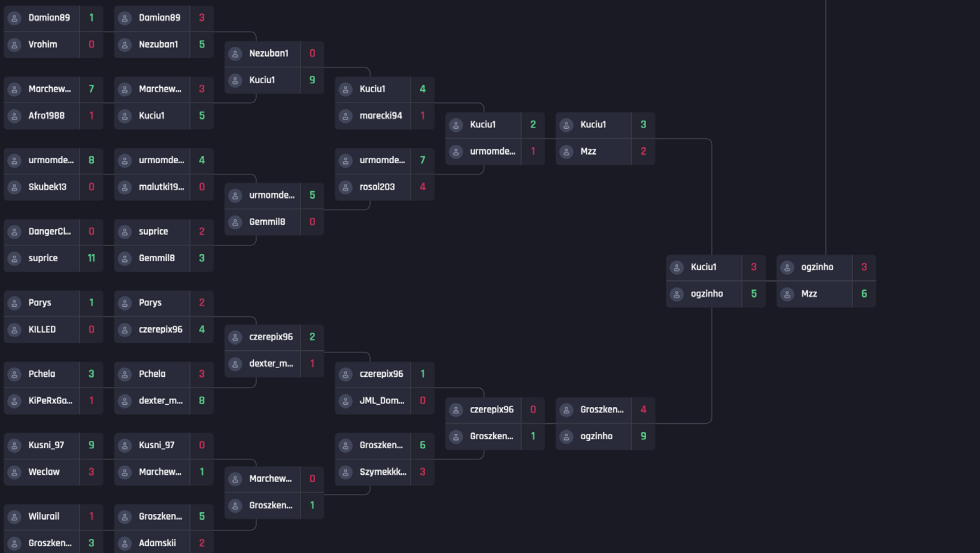 Damian89 1
Vrohim 0
Marchew... 7
Afro1988 1
urmomde... 8
Skubek13 0
DangerCl... 0
suprice 11
Parys 1
KILLED 0
Pchela 3
KiPeRxGa... 1
Kusni_97 9
Weclaw 3
Wilurail 1
Groszken... 3
Damian89 3
Nezuban1 5
Marchew... 3
Kuciu1 5
urmomde... 4
malutki19... 0
suprice 2
Gemmil8 3
Parys 2
czerepix96 4
Pchela 3
dexter_m... 8
Kusni_97 0
Marchew... 1
Groszken... 5
Adamskii 2
Nezuban1 0
Kuciu1 9
urmomde... 5
Gemmil8 0
czerepix96 2
dexter_m... 1
Marchew... 0
Groszken... 1
Kuciu1 4
marecki94 1
urmomde... 7
rosol203 4
czerepix96 1
JML_Dom... 0
Groszken... 6
Szymekkk... 3
Kuciu1 2
urmomde... 1
czerepix96 0
Groszken... 1
Kuciu1 3
Mzz 2
Groszken... 4
ogzinho 9
Kuciu1 3
ogzinho 5
ogzinho 3
Mzz 6